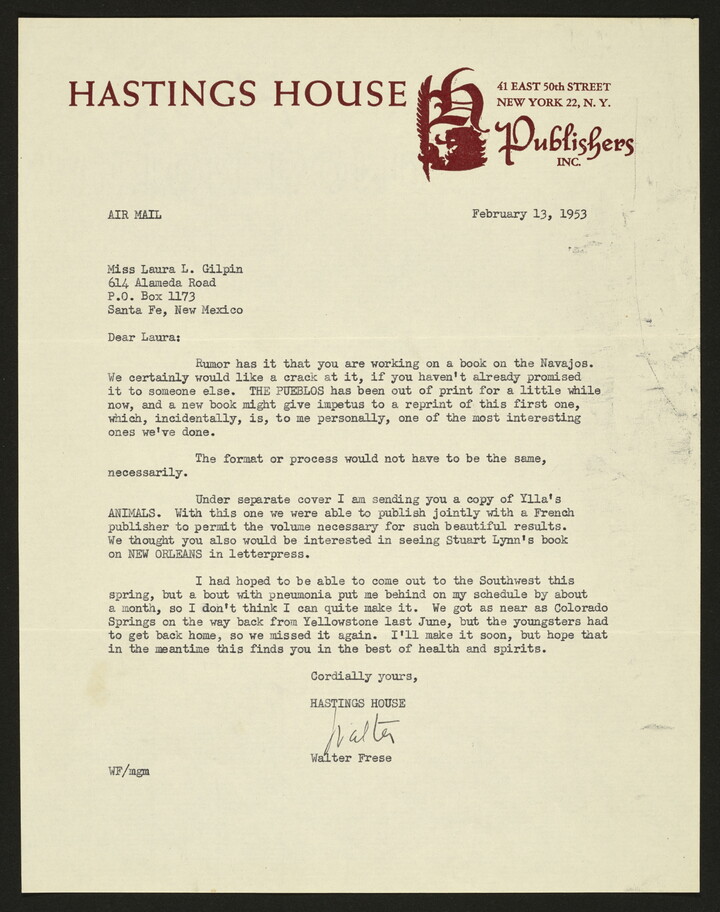 HASTINGS HOUSE
41 EAST 50th STREET
NEW YORK 22, N. Y.
Publishers
INC.
AIR MAIL
February 13, 1953
Miss Laura L. Gilpin
614 Alameda Road
P.O. Box 1173
Santa Fe, New Mexico
Dear Laura:
Rumor has it that you are working on a book on the Navajos.
We certainly would like a crack at it, if you haven't already promised
it to someone else. THE PUEBLOS has been out of print for a little while
now, and a new book might give impetus to a reprint of this first one,
which, incidentally, is, to me personally, one of the most interesting
ones we've done.
The format or process would not have to be the same,
necessarily.
Under separate cover I am sending you a copy of Ylla's
ANIMALS. With this one we were able to publish jointly with a French
publisher to permit the volume necessary for such beautiful results.
We thought you also would be interested in seeing Stuart Lynn's book
on NEW ORLEANS in letterpress.
I had hoped to be able to come out to the Southwest this
spring, but a bout with pneumonia put me behind on my schedule by about
a month, so I don't think I can quite make it. We got as near as Colorado
Springs on the way back from Yellowstone last June, but the youngsters had
to get back home, so we missed it again. I'll make it soon, but hope that
in the meantime this finds you in the best of health and spirits.
Cordially yours,
HASTINGS HOUSE
Walter
Walter Frese
WF/mgm